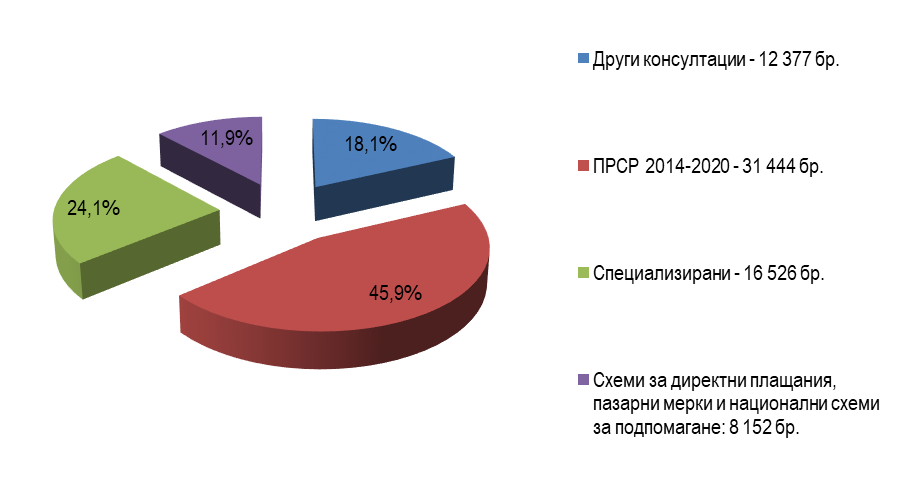 11,9%
18,1%
24,1%
45,9%
Други консултации - 12 377 бр.
ПРСР 2014-2020 - 31 444 бр.
Специализирани - 16 526 бр.
Схеми за директни плащания,
пазарни мерки и национални схеми
за подпомагане: 8 152 бр.